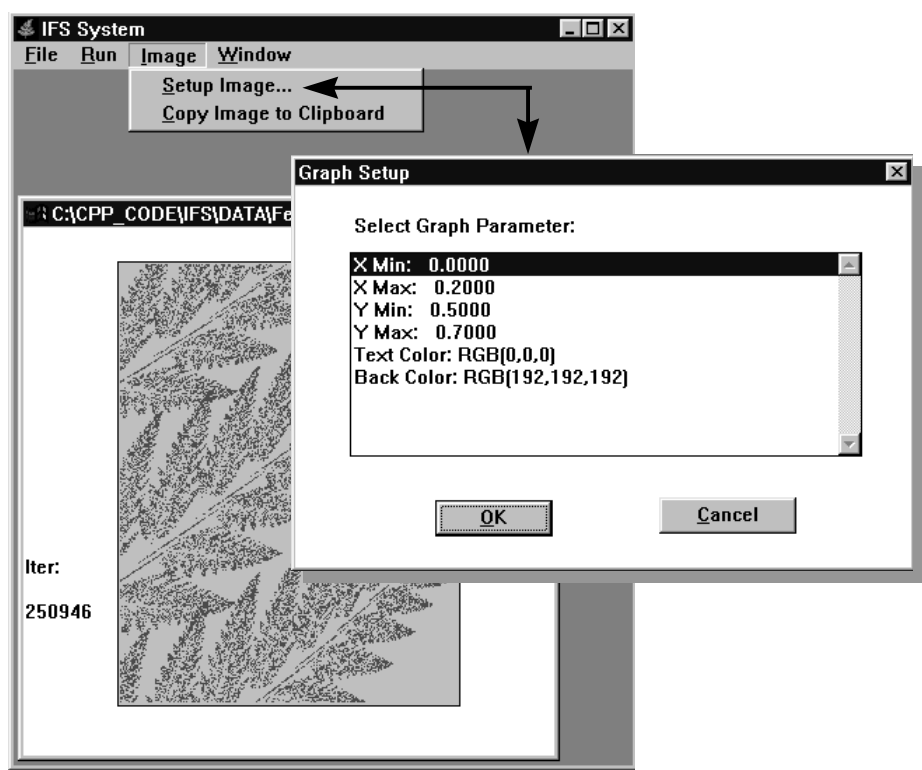 IFS System
File Run Image Window
Setup Image...
Copy Image to Clipboard
Graph Setup
C:\CPP_CODE\IFS\DATA\Fe
Select Graph Parameter:
X Min: 0.0000
X Max: 0.2000
Y Min: 0.5000
Y Max: 0.7000
Text Color: RGB(0,0,0)
Back Color: RGB(192,192,192)
OK Cancel
Iter:
250946